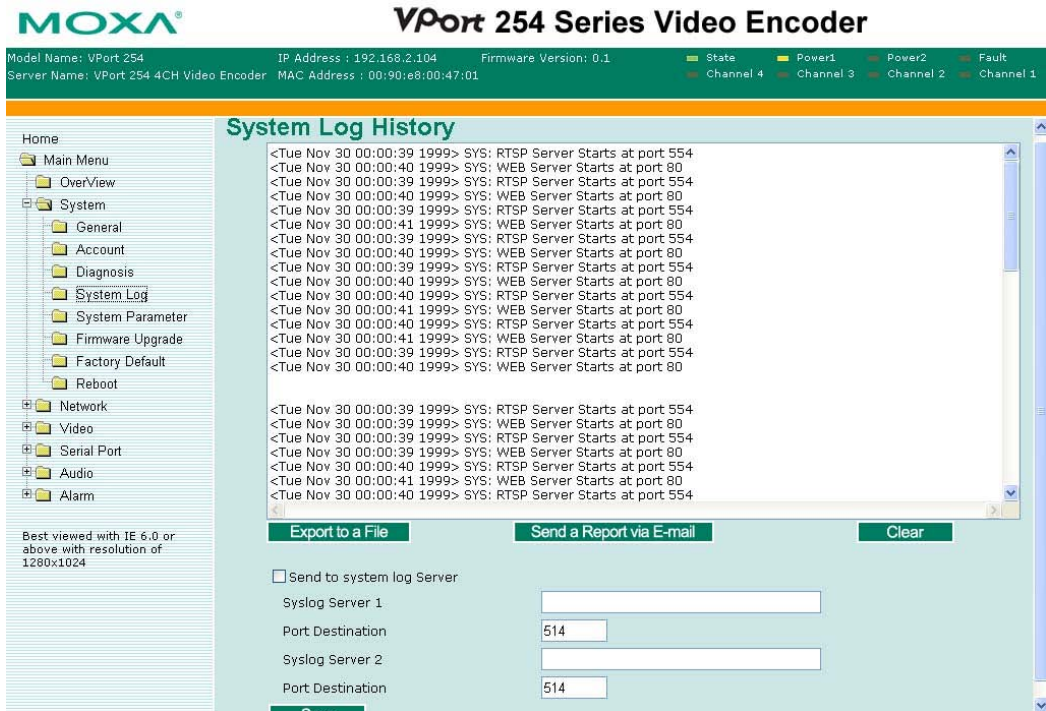 MOXA®
VPort 254 Series Video Encoder
Model Name: VPort 254 IP Address : 192.168.2.104 Firmware Version: 0.1 State Power1 Power2 Fault
Server Name: VPort 254 4CH Video Encoder MAC Address : 00:90:e8:00:47:01 Channel 4 Channel 3 Channel 2 Channel 1
Home
Main Menu
OverView
System
General
Account
Diagnosis
System Log
System Parameter
Firmware Upgrade
Factory Default
Reboot
Network
Video
Serial Port
Audio
Alarm
Best viewed with IE 6.0 or
above with resolution of
1280x1024
System Log History
<Tue Nov 30 00:00:39 1999> SYS: RTSP Server Starts at port 554
<Tue Nov 30 00:00:40 1999> SYS: WEB Server Starts at port 80
<Tue Nov 30 00:00:39 1999> SYS: RTSP Server Starts at port 554
<Tue Nov 30 00:00:40 1999> SYS: WEB Server Starts at port 80
<Tue Nov 30 00:00:39 1999> SYS: RTSP Server Starts at port 554
<Tue Nov 30 00:00:41 1999> SYS: WEB Server Starts at port 80
<Tue Nov 30 00:00:39 1999> SYS: RTSP Server Starts at port 554
<Tue Nov 30 00:00:40 1999> SYS: WEB Server Starts at port 80
<Tue Nov 30 00:00:39 1999> SYS: RTSP Server Starts at port 554
<Tue Nov 30 00:00:40 1999> SYS: WEB Server Starts at port 80
<Tue Nov 30 00:00:40 1999> SYS: RTSP Server Starts at port 554
<Tue Nov 30 00:00:41 1999> SYS: WEB Server Starts at port 80
<Tue Nov 30 00:00:40 1999> SYS: RTSP Server Starts at port 554
<Tue Nov 30 00:00:41 1999> SYS: WEB Server Starts at port 80
<Tue Nov 30 00:00:39 1999> SYS: RTSP Server Starts at port 554
<Tue Nov 30 00:00:40 1999> SYS: WEB Server Starts at port 80
<Tue Nov 30 00:00:39 1999> SYS: RTSP Server Starts at port 554
<Tue Nov 30 00:00:39 1999> SYS: WEB Server Starts at port 80
<Tue Nov 30 00:00:39 1999> SYS: RTSP Server Starts at port 554
<Tue Nov 30 00:00:39 1999> SYS: WEB Server Starts at port 80
<Tue Nov 30 00:00:40 1999> SYS: RTSP Server Starts at port 554
<Tue Nov 30 00:00:41 1999> SYS: WEB Server Starts at port 80
<Tue Nov 30 00:00:40 1999> SYS: RTSP Server Starts at port 554
Export to a File Send a Report via E-mail Clear
Send to system log Server
Syslog Server 1
Port Destination 514
Syslog Server 2
Port Destination 514